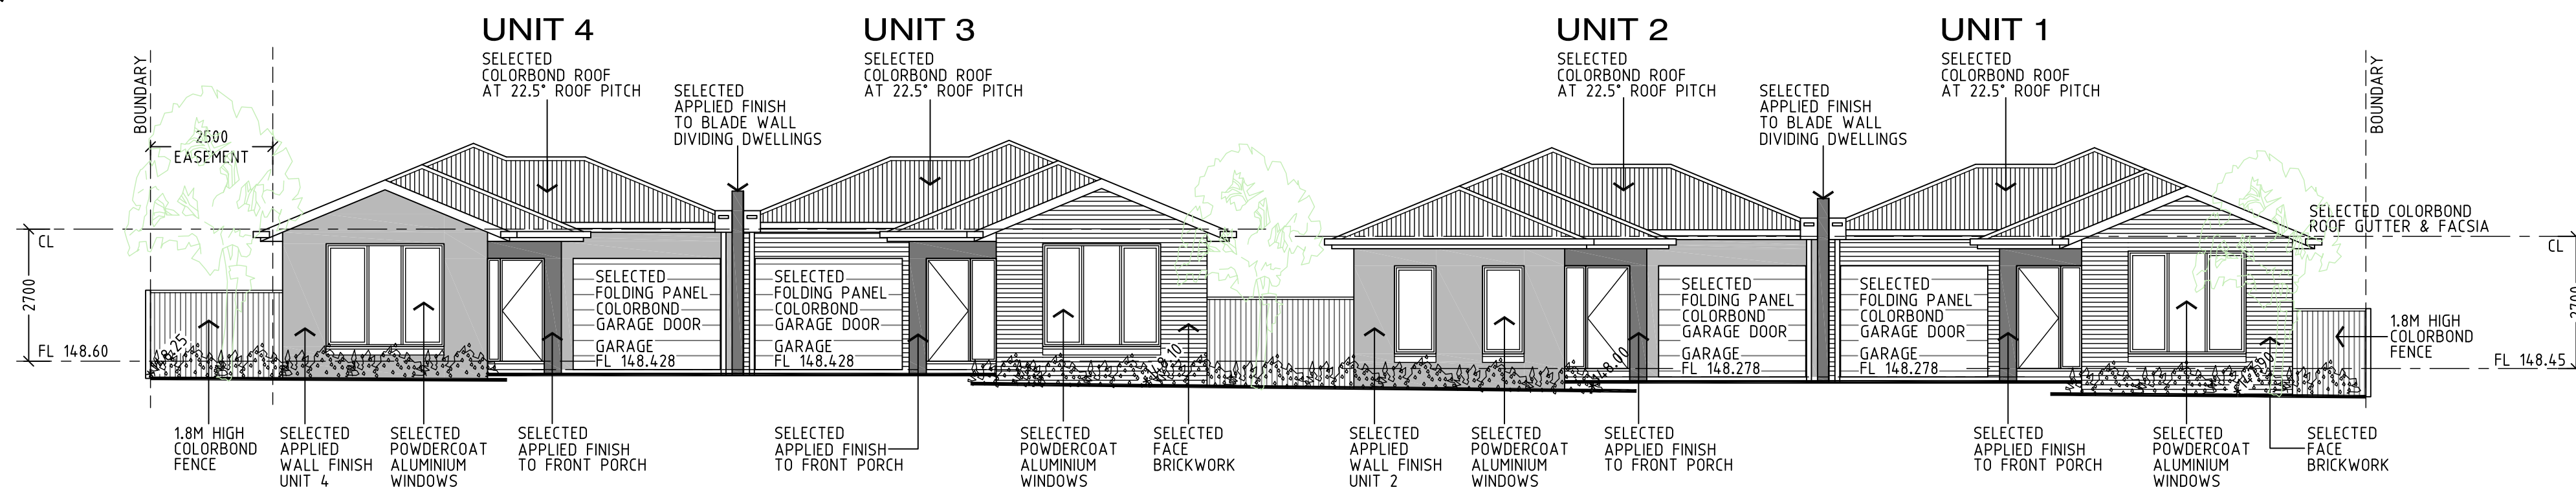 UNIT 4
SELECTED
COLORBOND ROOF
AT 22.5° ROOF PITCH
UNIT 3
SELECTED
COLORBOND ROOF
AT 22.5° ROOF PITCH
UNIT 2
SELECTED
COLORBOND ROOF
AT 22.5° ROOF PITCH
UNIT 1
SELECTED
COLORBOND ROOF
AT 22.5° ROOF PITCH
BOUNDARY
2500
EASEMENT
SELECTED
APPLIED FINISH
TO BLADE WALL
DIVIDING DWELLINGS
SELECTED
APPLIED FINISH
TO BLADE WALL
DIVIDING DWELLINGS
BOUNDARY
SELECTED COLORBOND
ROOF GUTTER & FACSIA
CL
2700
FL 148.60
CL
2700
FL 148.45
SELECTED
FOLDING PANEL
COLORBOND
GARAGE DOOR
GARAGE
FL 148.428
SELECTED
FOLDING PANEL
COLORBOND
GARAGE DOOR
GARAGE
FL 148.428
SELECTED
FOLDING PANEL
COLORBOND
GARAGE DOOR
GARAGE
FL 148.278
SELECTED
FOLDING PANEL
COLORBOND
GARAGE DOOR
GARAGE
FL 148.278
148.10
148.00
1.8M HIGH
COLORBOND
FENCE
1.8M HIGH
COLORBOND
FENCE
SELECTED
APPLIED
WALL FINISH
UNIT 4
SELECTED
POWDERCOAT
ALUMINIUM
WINDOWS
SELECTED
APPLIED FINISH
TO FRONT PORCH
SELECTED
APPLIED FINISH
TO FRONT PORCH
SELECTED
POWDERCOAT
ALUMINIUM
WINDOWS
SELECTED
FACE
BRICKWORK
SELECTED
APPLIED
WALL FINISH
UNIT 2
SELECTED
POWDERCOAT
ALUMINIUM
WINDOWS
SELECTED
APPLIED FINISH
TO FRONT PORCH
SELECTED
APPLIED FINISH
TO FRONT PORCH
SELECTED
POWDERCOAT
ALUMINIUM
WINDOWS
SELECTED
FACE
BRICKWORK